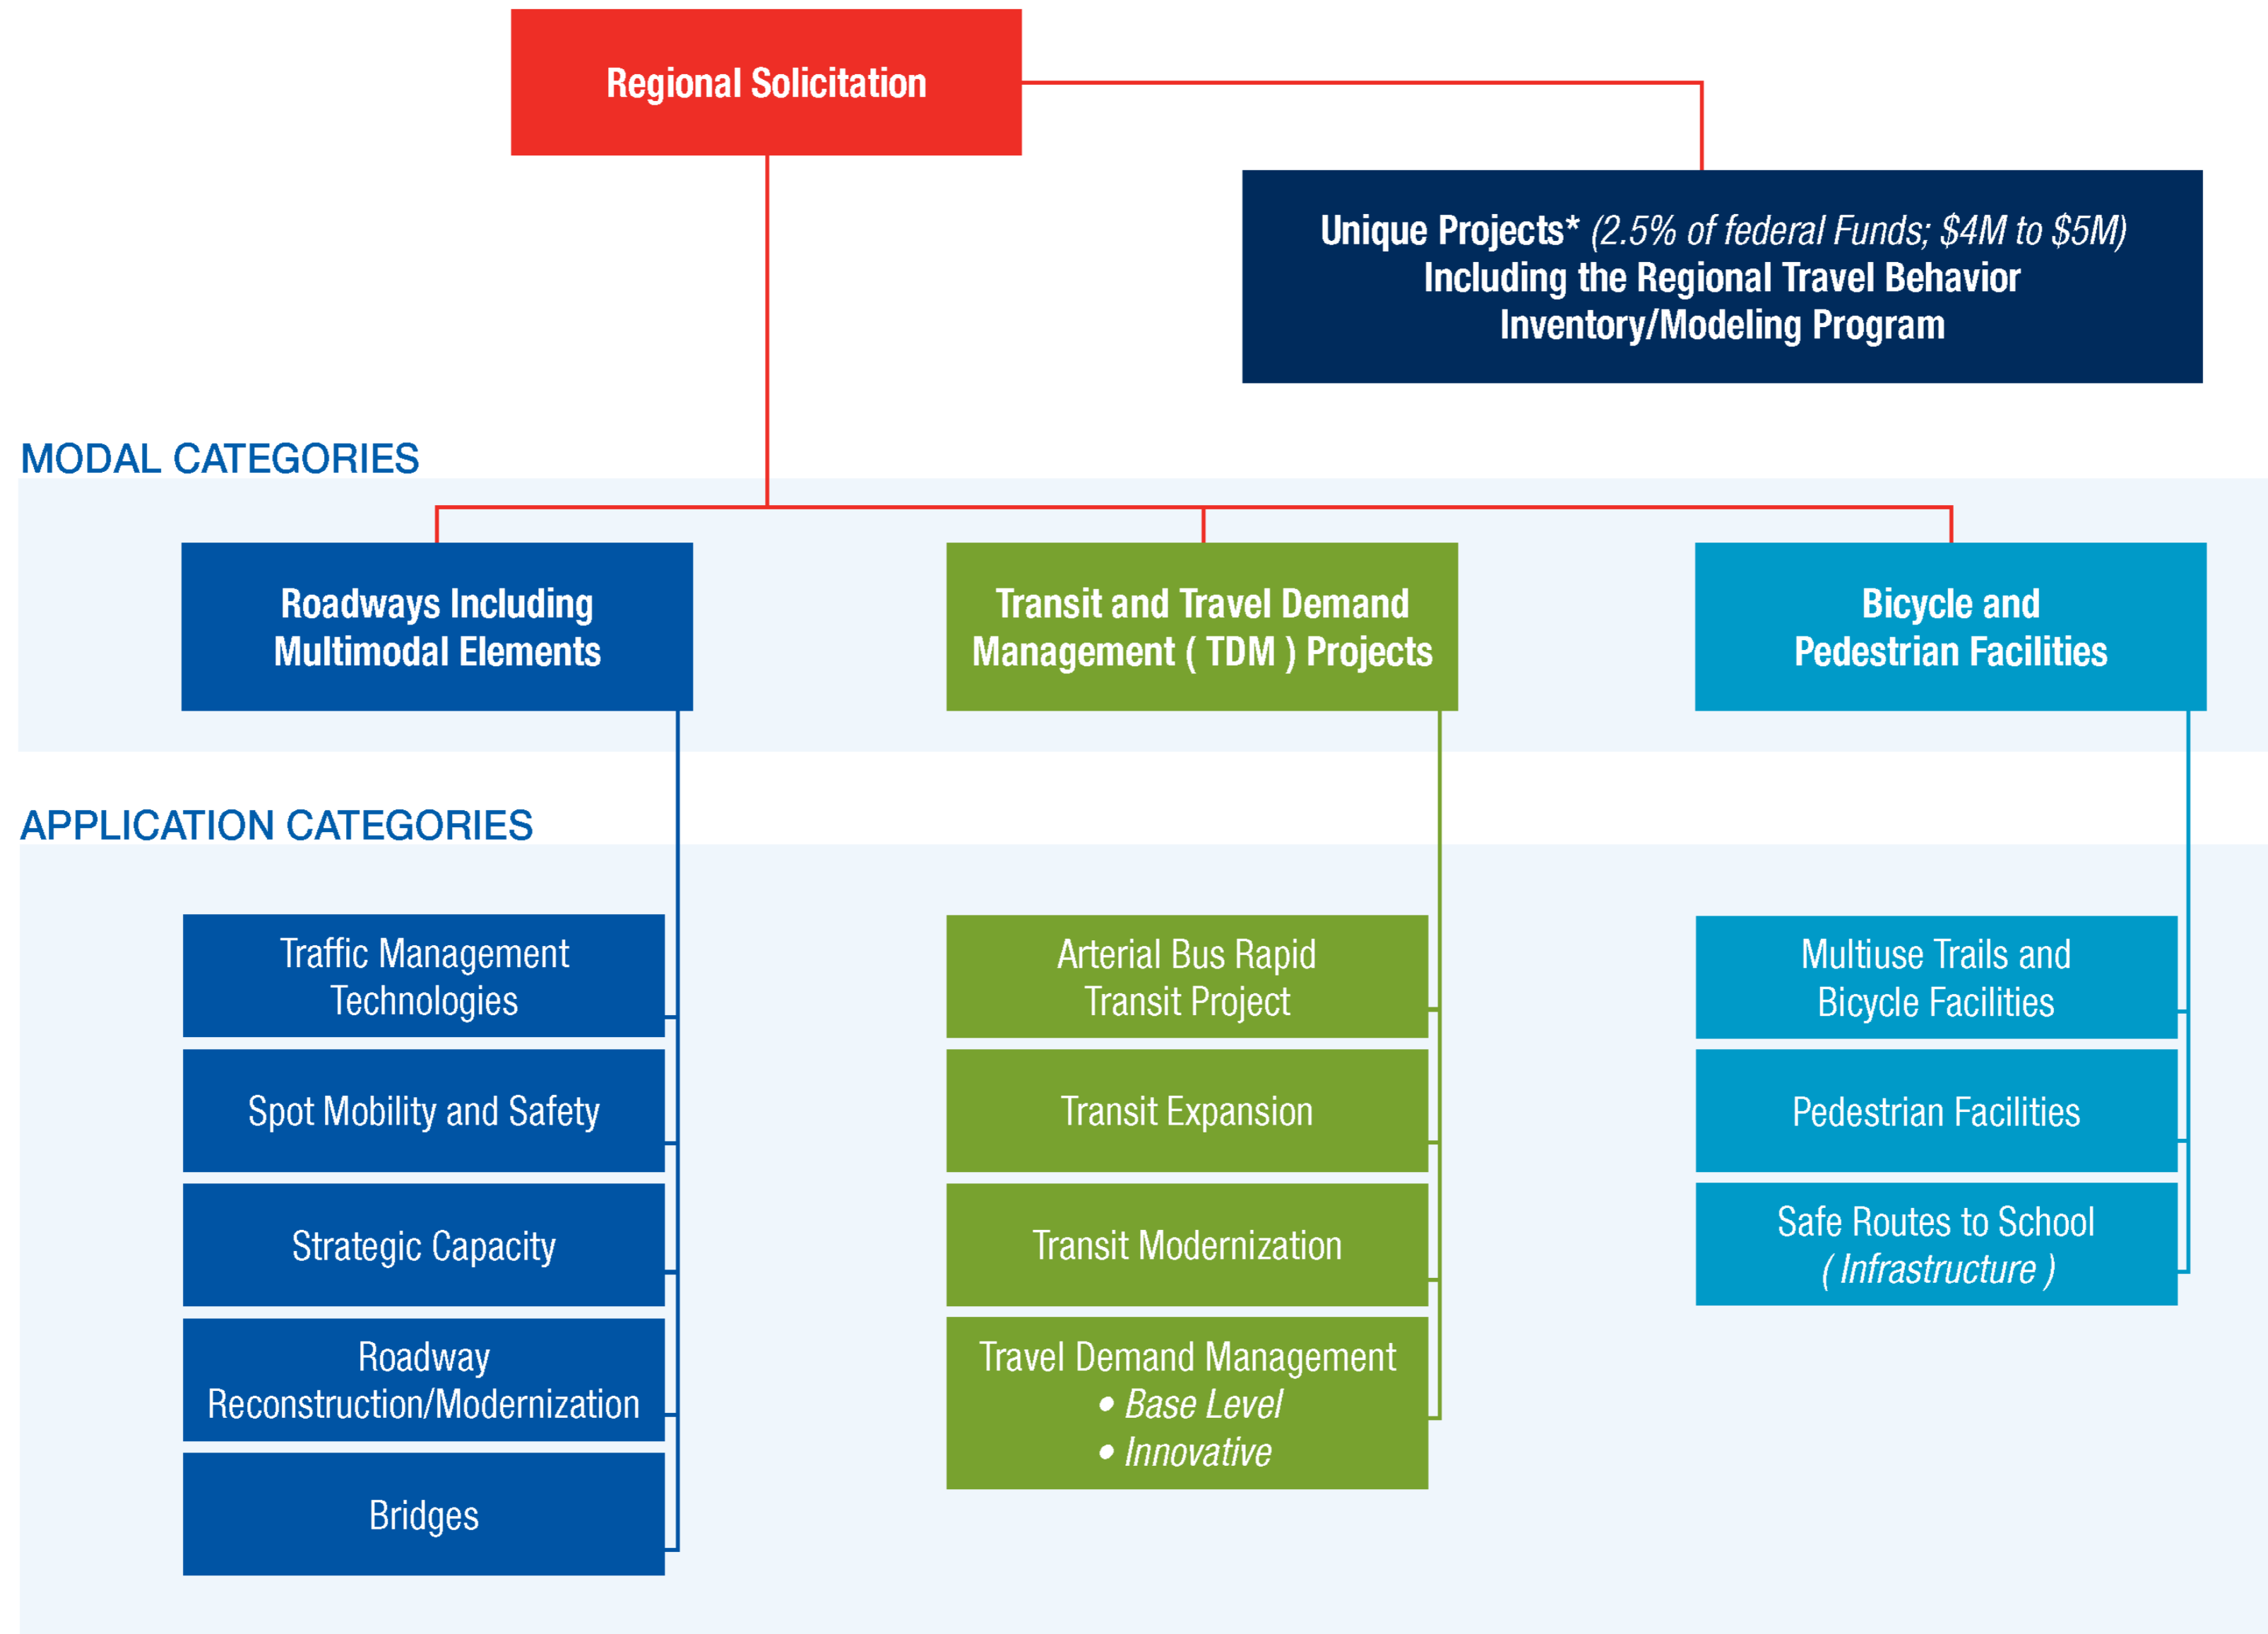 Regional Solicitation
Unique Projects* (2.5% of federal Funds; $4M to $5M)
Including the Regional Travel Behavior
Inventory/Modeling Program
MODAL CATEGORIES
Roadways Including
Multimodal Elements
Transit and Travel Demand
Management ( TDM ) Projects
Bicycle and
Pedestrian Facilities
APPLICATION CATEGORIES
Traffic Management
Technologies
Spot Mobility and Safety
Strategic Capacity
Roadway
Reconstruction/Modernization
Bridges
Arterial Bus Rapid
Transit Project
Transit Expansion
Transit Modernization
Travel Demand Management
• Base Level
• Innovative
Multiuse Trails and
Bicycle Facilities
Pedestrian Facilities
Safe Routes to School
( Infrastructure )